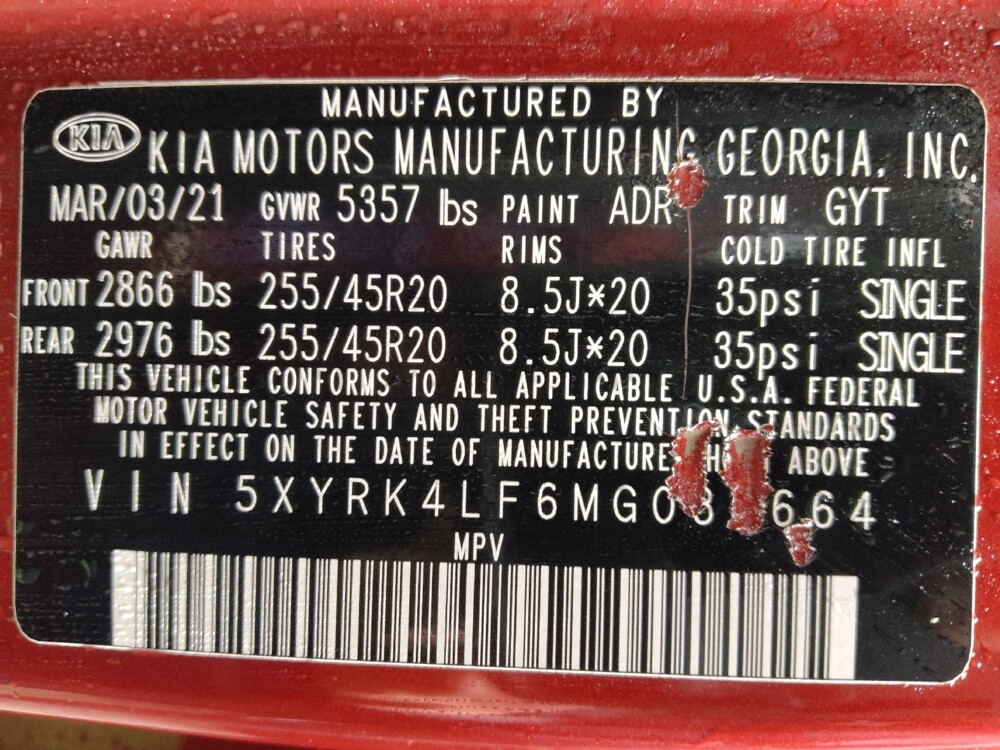 MANUFACTURED BY
KIA KIA MOTORS MANUFACTURING GEORGIA, INC.
MAR/03/21 GVWR 5357 lbs PAINT ADR TRIM GYT
GAWR TIRES RIMS COLD TIRE INFL
FRONT 2866 lbs 255/45R20 8.5J*20 35psi SINGLE
REAR 2976 lbs 255/45R20 8.5J*20 35psi SINGLE
THIS VEHICLE CONFORMS TO ALL APPLICABLE U.S.A. FEDERAL
MOTOR VEHICLE SAFETY AND THEFT PREVENTION STANDARDS
IN EFFECT ON THE DATE OF MANUFACTURE ABOVE
VIN
MPV